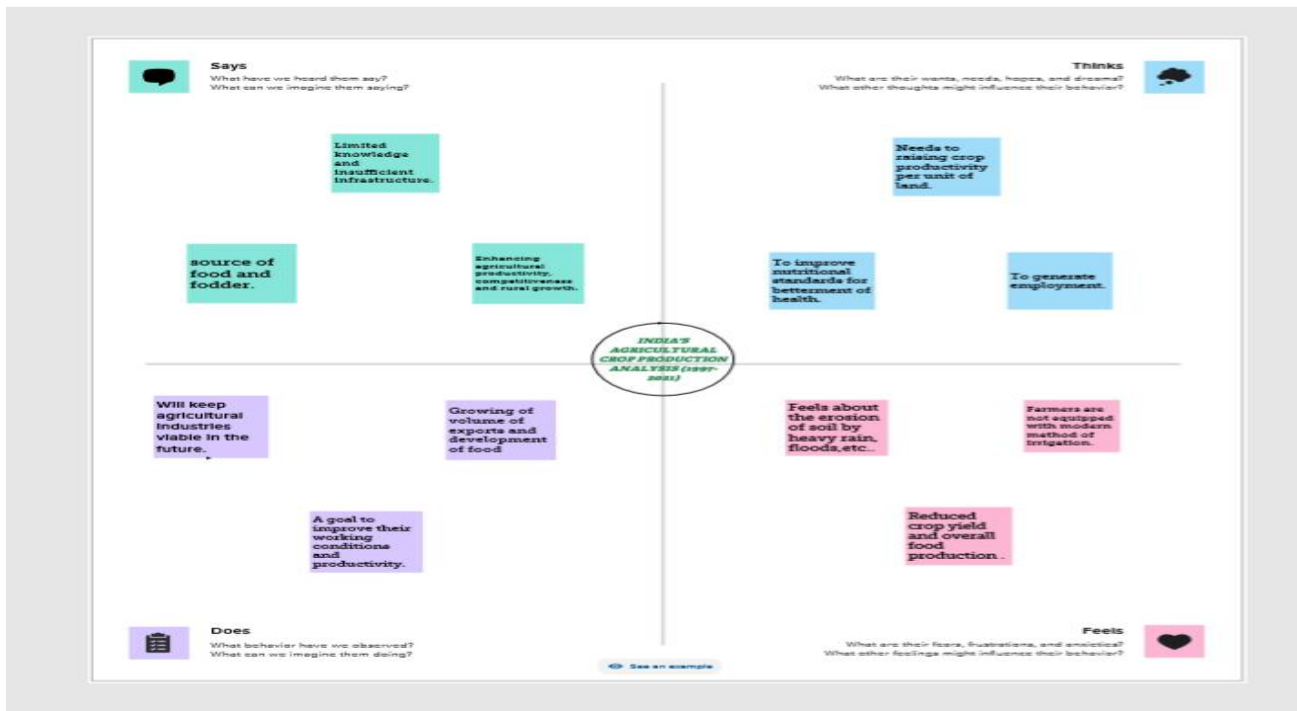 Says
What have we heard them say?
What can we imagine them saying?
Limited
knowledge
and
insufficient
infrastructure.
source of
food and
fodder.
Enhancing
agricultural
productivity,
competitiveness
and rural growth.
Thinks
What are their wants, needs, hopes, and dreams?
What other thoughts might influence their behavior?
Needs to
raising crop
productivity
per unit of
land.
To improve
nutritional
standards for
betterment of
health.
To generate
employment.
INDIA'S
AGRICULTURAL
CROP PRODUCTION
ANALYSIS (1997-
2021)
Will keep
agricultural
industries
viable in the
future.
Growing of
volume of
exports and
development
of food
A goal to
improve their
working
conditions
and
productivity.
Does
What behavior have we observed?
What can we imagine them doing?
Feels about
the erosion
of soil by
heavy rain,
floods,etc..
Farmers are
not equipped
with modern
method of
irrigation.
Reduced
crop yield
and overall
food
production..
Feels
What are their fears, frustrations, and anxieties?
What other feelings might influence their behavior?
See an example